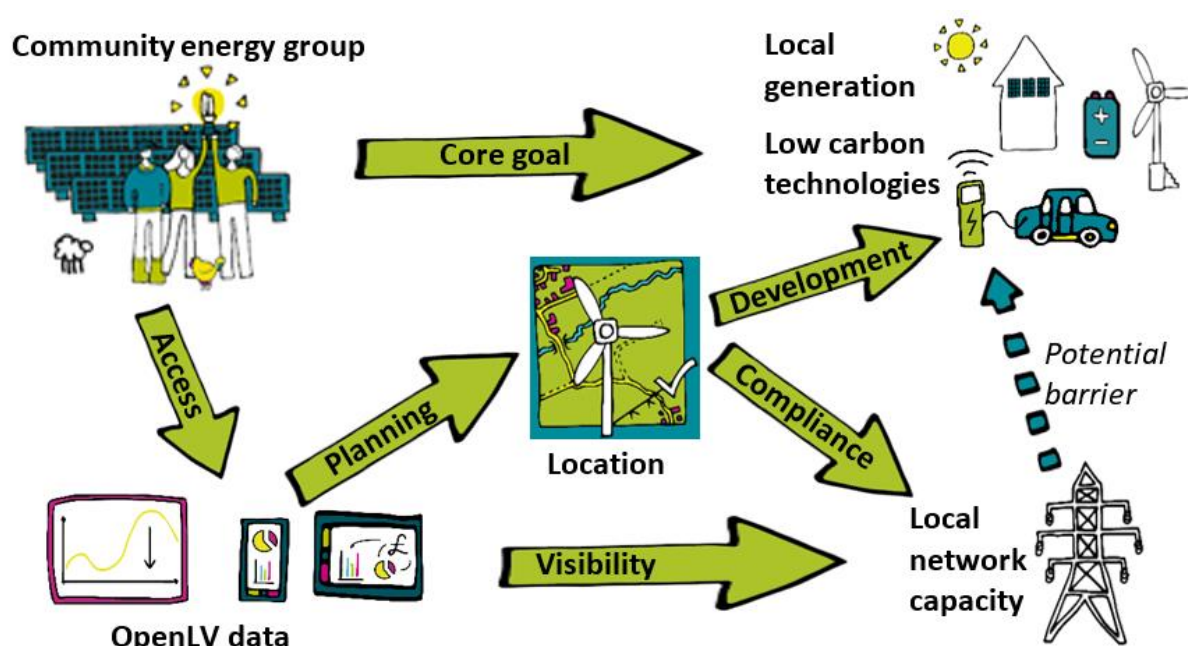 Community energy group
Local
generation
Core goal
Low carbon
technologies
Development
Access
Potential
barrier
Planning
Compliance
Location
Local
network
capacity
£
Visibility
OpenLV data